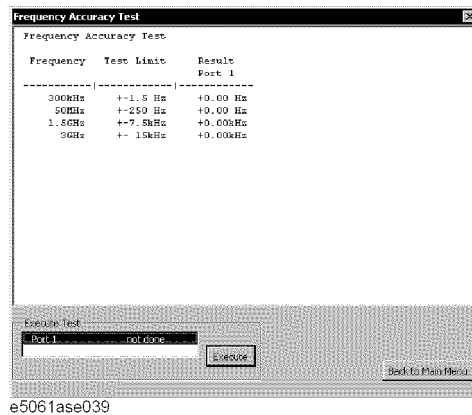 Frequency Accuracy Test
Frequency Accuracy Test
Frequency Test Limit Result
Port 1
-----------|------------|------------
300kHz +-1.5 Hz +0.00 Hz
50MHz +-250 Hz +0.00 Hz
1.5GHz +-7.5kHz +0.00kHz
3GHz +- 15kHz +0.00kHz
Execute Test
Port 1 not done
Execute
Back to Main Menu
e5061ase039